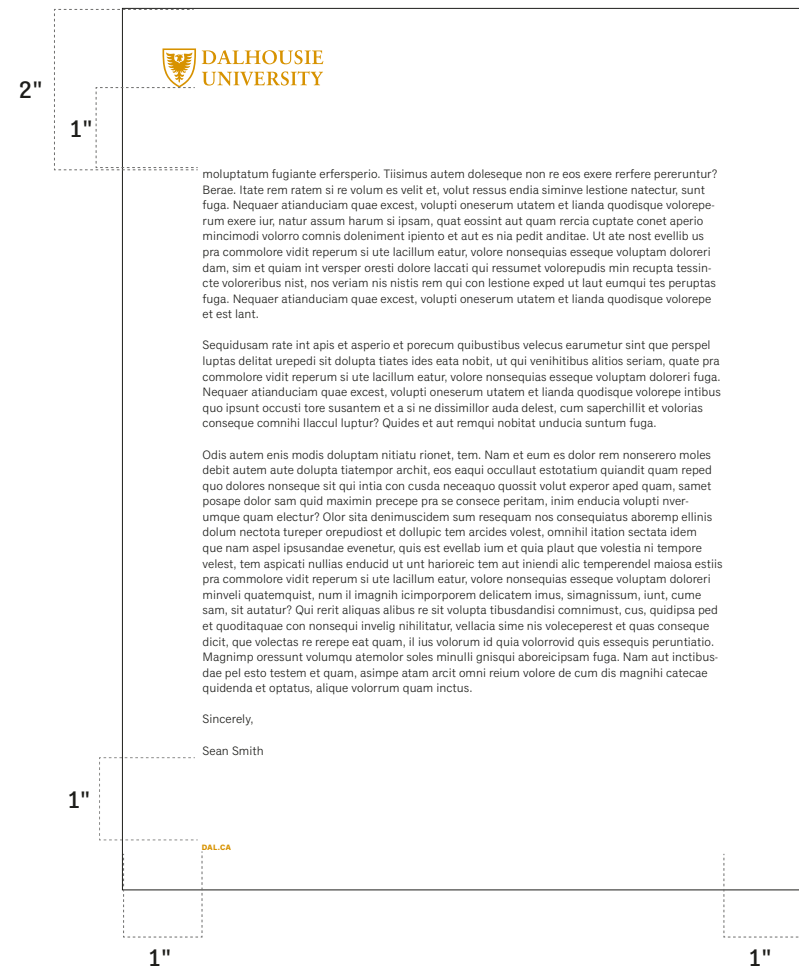 DALHOUSIE
UNIVERSITY
2"
1"
moluptatum fugiante erfersperio. Tiisimus autem doleseque non re eos exere rerfere pereruntur?
Berae. Itate rem ratem si re volum es velit et, volut ressus endia siminve lestione natectur, sunt
fuga. Nequaer atianduciam quae excest, volupti oneserum utatem et lianda quodisque volorepe-
rum exere iur, natur assum harum si ipsam, quat eossint aut quam rercia cuptate conet aperio
mincimodi volorro comnis doleniment ipiento et aut es nia pedit anditae. Ut ate nost evellib us
pra commolore vidit reperum si ute lacillum eatur, volore nonsequias esseque voluptam doloreri
dam, sim et quiam int versper oresti dolore laccati qui ressumet volorepudis min recupta tessin-
cte voloreribus nist, nos veriam nis nistis rem qui con lestione exped ut laut eumqui tes peruptas
fuga. Nequaer atianduciam quae excest, volupti oneserum utatem et lianda quodisque volorepe
et est lant.
Sequidusam rate int apis et asperio et porecum quibustibus velecus earumetur sint que perspel
luptas delitat urepedi sit dolupta tiates ides eata nobit, ut qui venihitibus alitios seriam, quate pra
commolore vidit reperum si ute lacillum eatur, volore nonsequias esseque voluptam doloreri fuga.
Nequaer atianduciam quae excest, volupti oneserum utatem et lianda quodisque volorepe intibus
quo ipsunt occusti tore susantem et a si ne dissimillor auda delest, cum saperchillit et volorias
conseque comnihi llaccul luptur? Quides et aut remqui nobitat unducia suntum fuga.
Odis autem enis modis doluptam nitiatu rionet, tem. Nam et eum es dolor rem nonserero moles
debit autem aute dolupta tiatempor archit, eos eaqui occullaut estotatium quiandit quam reped
quo dolores nonseque sit qui intia con cusda neceaquo quossit volut experor aped quam, samet
posape dolor sam quid maximin precepe pra se consece peritam, inim enducia volupti nver-
umque quam electur? Olor sita denimuscidem sum resequam nos consequiatus aboremp ellinis
dolum nectota tureper orepudiost et dollupic tem arcides volest, omnihil itation sectata idem
que nam aspel ipsusandae evenetur, quis est evellab ium et quia plaut que volestia ni tempore
velest, tem aspicati nullias enducid ut unt harioreic tem aut iniendi alic temperendel maiosa estiis
pra commolore vidit reperum si ute lacillum eatur, volore nonsequias esseque voluptam doloreri
minveli quatemquist, num il imagnih icimporporem delicatem imus, simagnissum, iunt, cume
sam, sit autatur? Qui rerit aliquas alibus re sit volupta tibusdandisi comnimust, cus, quidipsa ped
et quoditaquae con nonsequi invelig nihilitatur, vellacia sime nis voleceperest et quas conseque
dicit, que volectas re rerepe eat quam, il ius volorum id quia volorrovid quis essequis peruntiatio.
Magnimp oressunt volumqu atemolor soles minulli gnisqui aboreicipsam fuga. Nam aut inctibus-
dae pel esto testem et quam, asimpe atam arcit omni reium volore de cum dis magnihi catecae
quidenda et optatus, alique volorrum quam inctus.
Sincerely,
Sean Smith
1"
DAL.CA
1"
1"